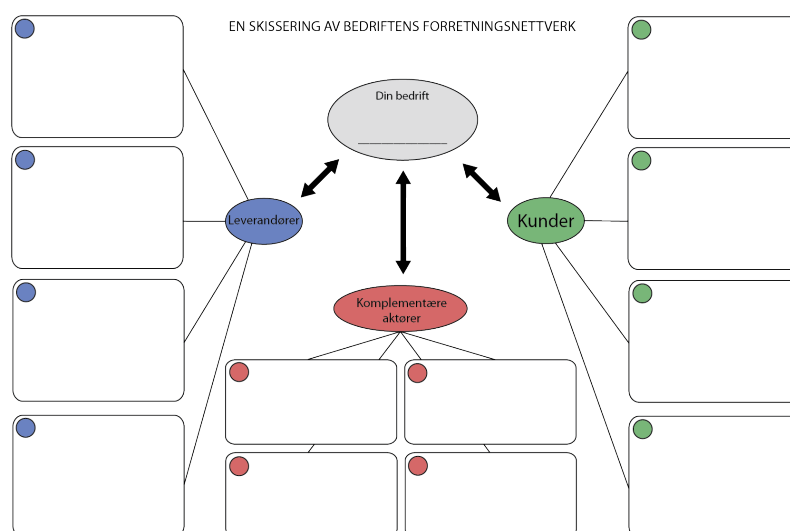 EN SKISSERING AV BEDRIFTENS FORRETNINGSNETTVERK
Din bedrift
Leverandører
Kunder
Komplementære
aktører